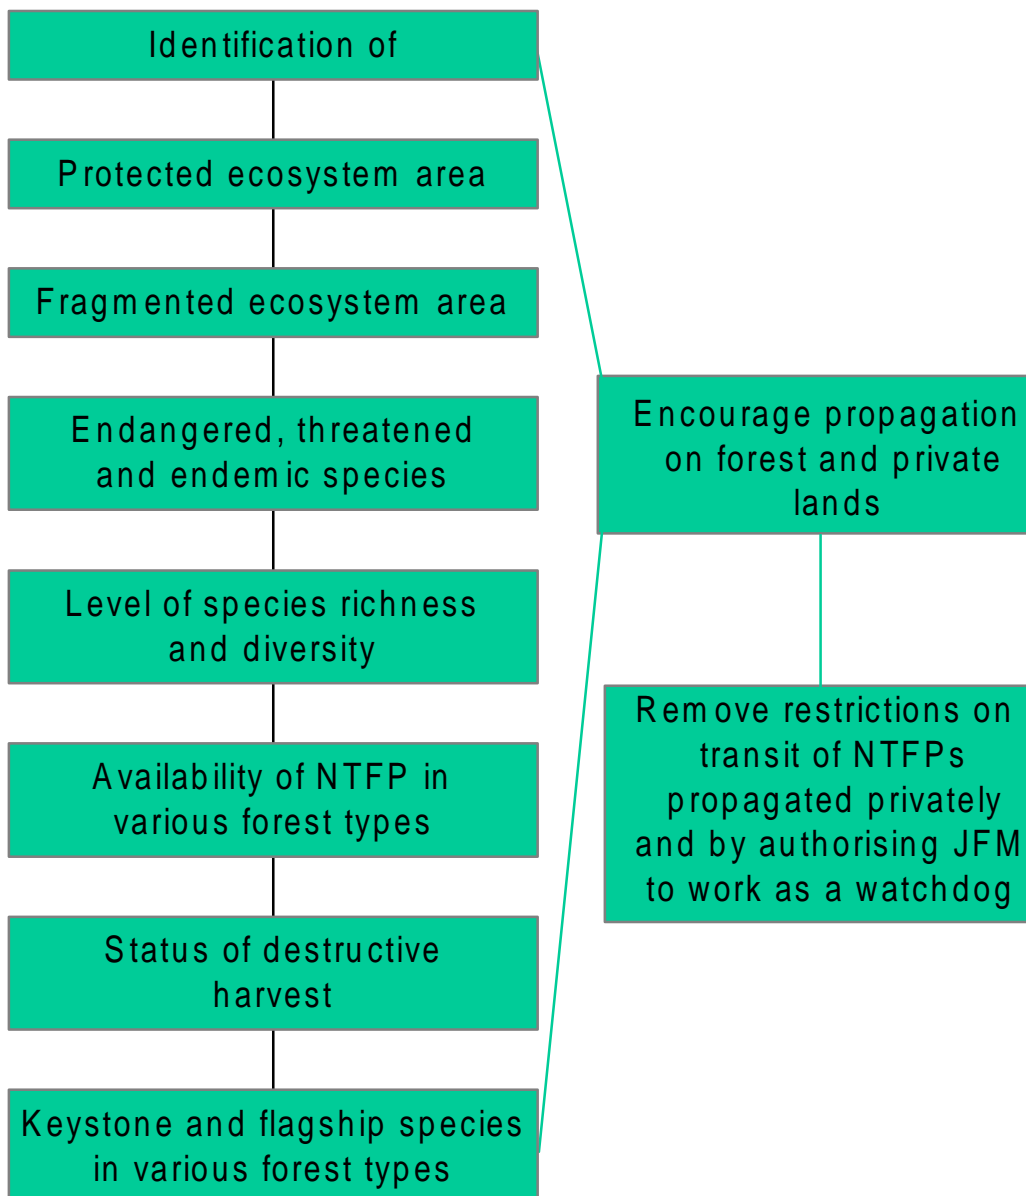 Identification of
Protected ecosystem area
Fragmented ecosystem area
Endangered, threatened
and endemic species
Level of species richness
and diversity
Availability of NTFP in
various forest types
Status of destructive
harvest
Keystone and flagship species
in various forest types
Encourage propagation
on forest and private
lands
Remove restrictions on
transit of NTFPs
propagated privately
and by authorising JFM
to work as a watchdog